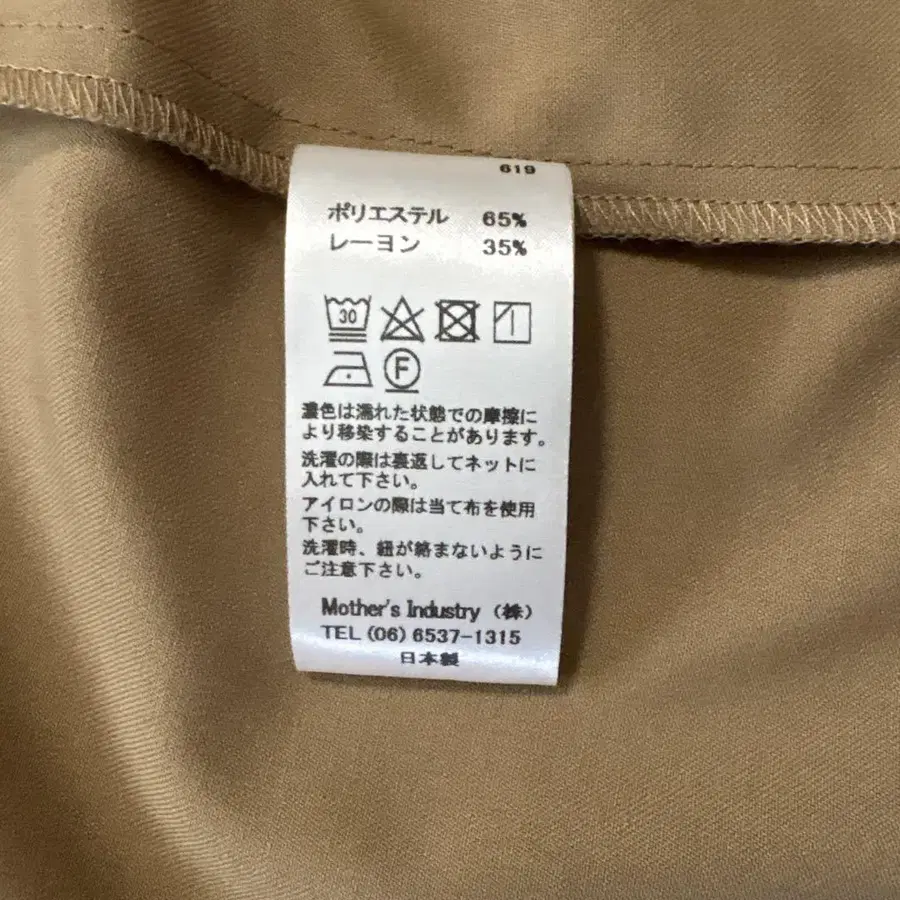 619
ポリエステル 65%
レーヨン 35%
30
F
濃色は濡れた状態での摩擦に
より移染することがあります。
洗濯の際は裏返してネットに
入れて下さい。
アイロンの際は当て布を使用
下さい。
洗濯時、紐が絡まないように
ご注意下さい。
Mother's Industry (株)
TEL (06) 6537-1315
日本製